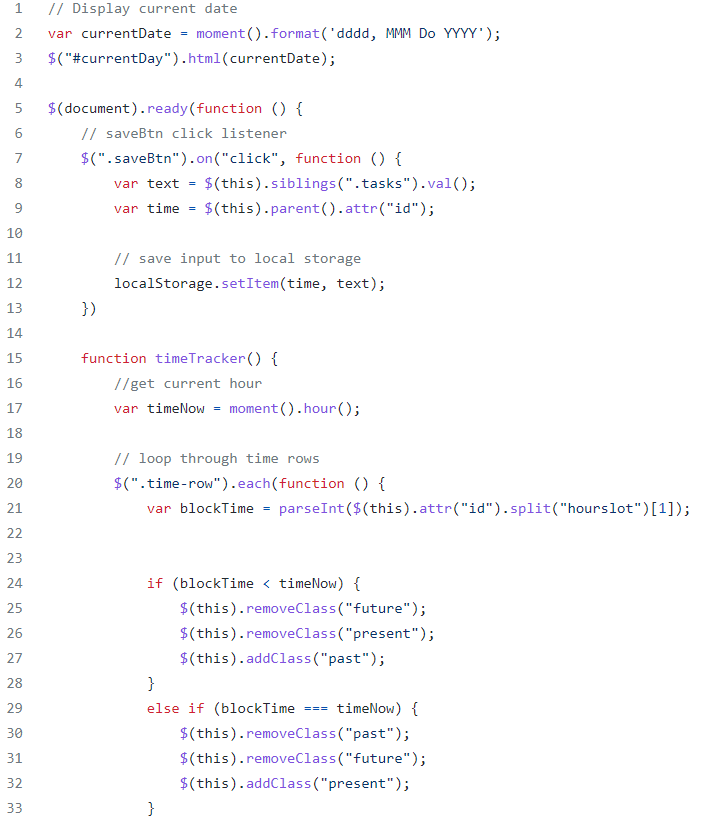 1 // Display current date
2 var currentDate = moment().format('dddd, MMM Do YYYY');
3 $("#currentDay").html(currentDate);
4
5 $(document).ready(function () {
6     // saveBtn click listener
7     $(".saveBtn").on("click", function () {
8         var text = $(this).siblings(".tasks").val();
9         var time = $(this).parent().attr("id");
10
11         // save input to local storage
12         localStorage.setItem(time, text);
13     })
14
15     function timeTracker() {
16         //get current hour
17         var timeNow = moment().hour();
18
19         // loop through time rows
20         $(".time-row").each(function () {
21             var blockTime = parseInt($(this).attr("id").split("hourslot")[1]);
22
23
24             if (blockTime < timeNow) {
25                 $(this).removeClass("future");
26                 $(this).removeClass("present");
27                 $(this).addClass("past");
28             }
29             else if (blockTime === timeNow) {
30                 $(this).removeClass("past");
31                 $(this).removeClass("future");
32                 $(this).addClass("present");
33             }